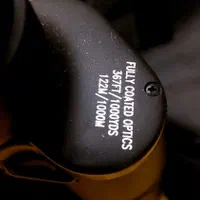 FULLY COATED OPTICS
367FT/1000YDS
122M/1000M